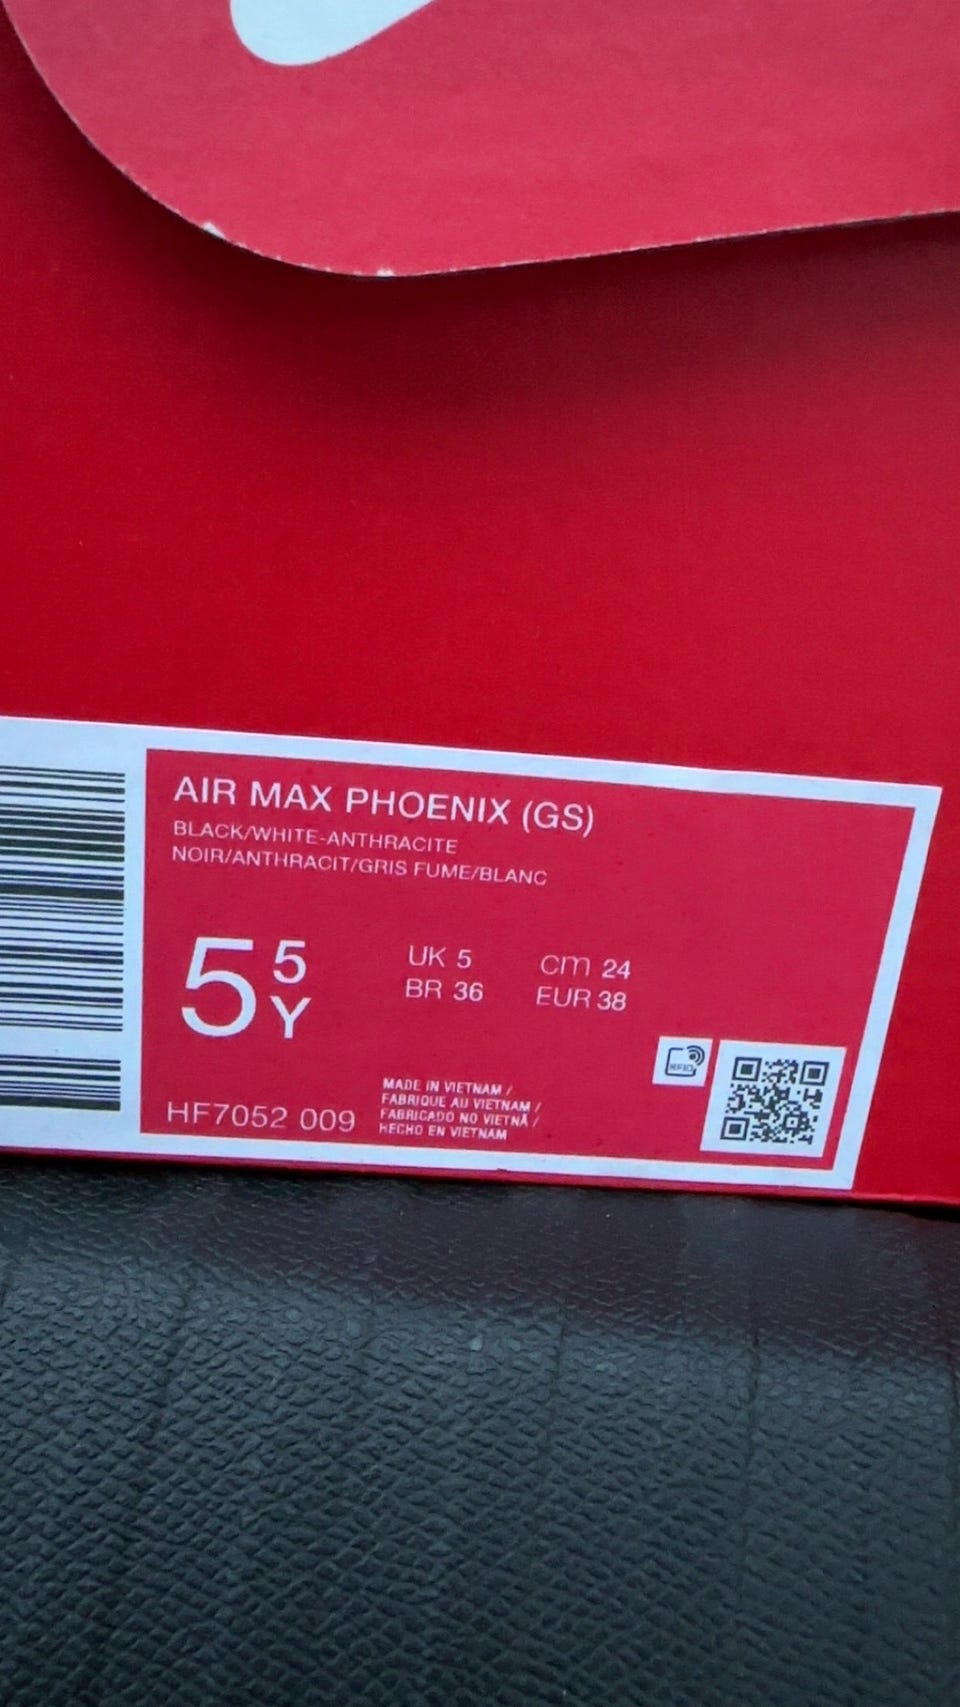 AIR MAX PHOENIX (GS)
BLACK/WHITE-ANTHRACITE
NOIR/ANTHRACIT/GRIS FUME/BLANC
5 5 Y
UK 5 cm 24
BR 36 EUR 38
RFID
HF7052 009
MADE IN VIETNAM /
FABRIQUE AU VIETNAM /
FABRICADO NO VIETNÃ /
HECHO EN VIETNAM